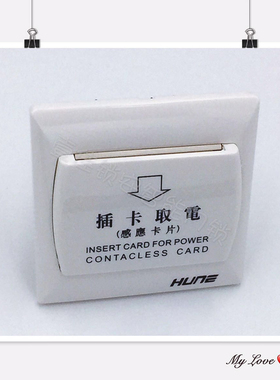 插卡取電
(感應卡片)
INSERT CARD FOR POWER
CONTACLESS CARD
HUNE
My Love